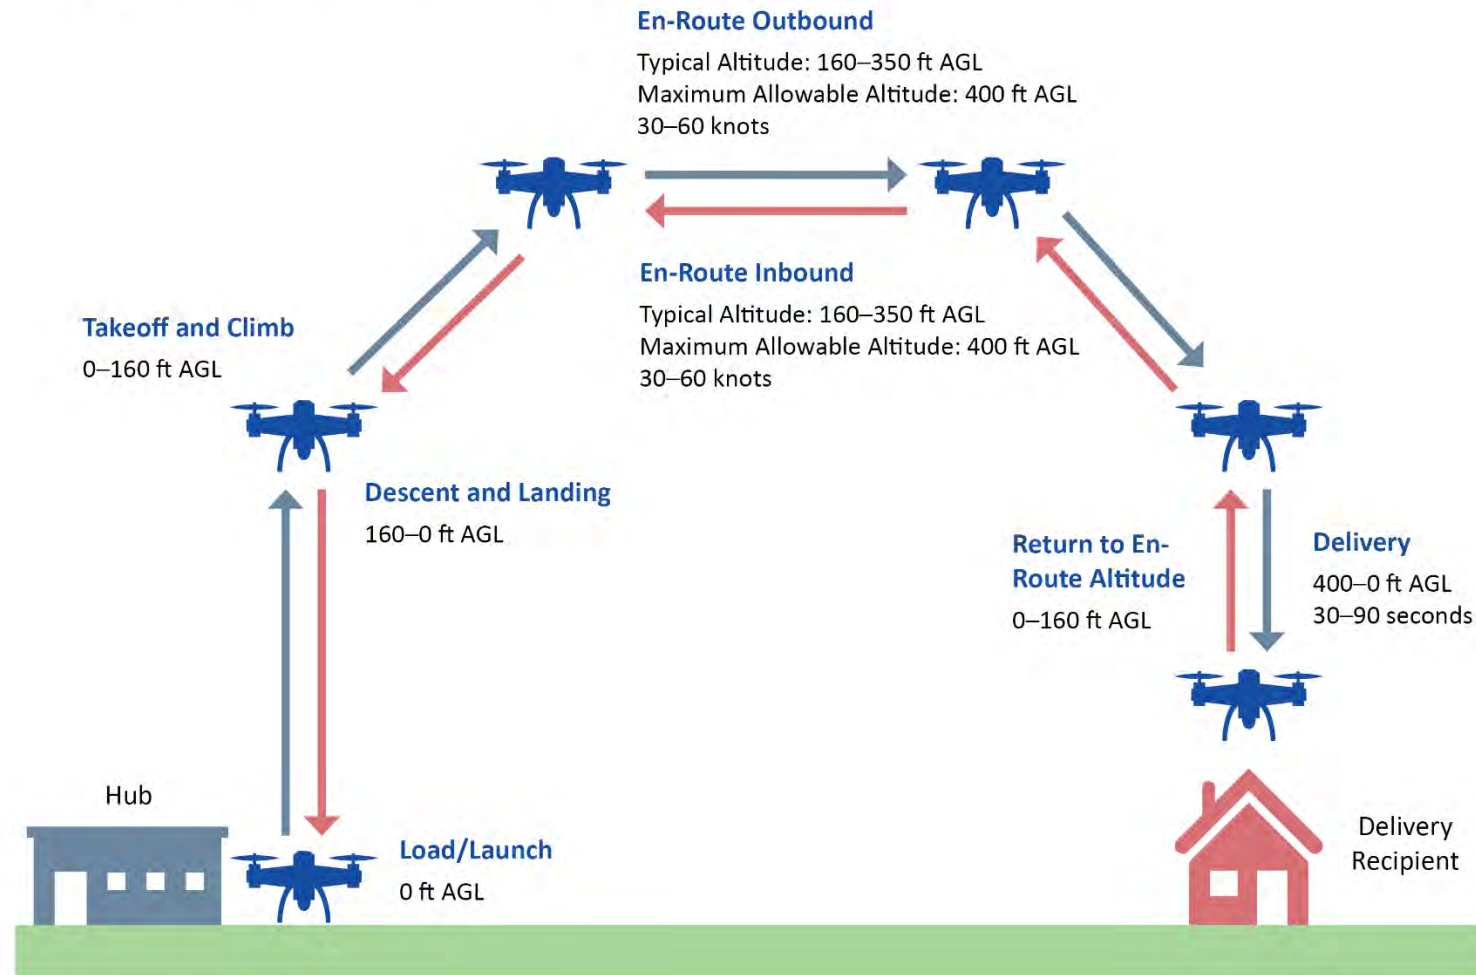 En-Route Outbound
Typical Altitude: 160–350 ft AGL
Maximum Allowable Altitude: 400 ft AGL
30–60 knots
En-Route Inbound
Typical Altitude: 160–350 ft AGL
Maximum Allowable Altitude: 400 ft AGL
30–60 knots
Takeoff and Climb
0–160 ft AGL
Descent and Landing
160–0 ft AGL
Return to En-
Route Altitude
0–160 ft AGL
Delivery
400–0 ft AGL
30–90 seconds
Hub
Load/Launch
0 ft AGL
Delivery
Recipient